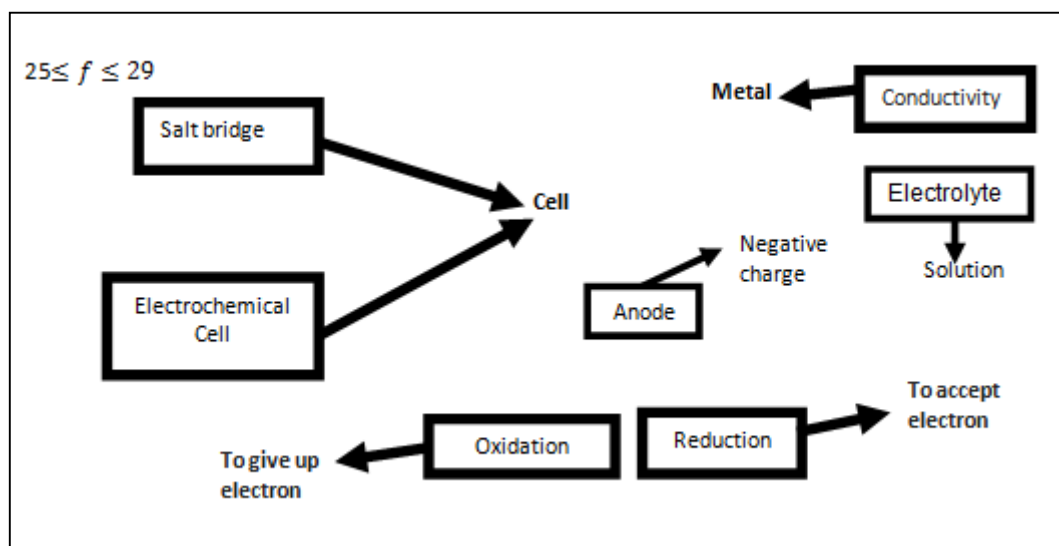 25≤ 𝑓 ≤ 29
Metal
Conductivity
Salt bridge
Electrolyte
Cell
Negative
charge
Solution
Electrochemical
Cell
Anode
To accept
electron
Oxidation
Reduction
To give up
electron